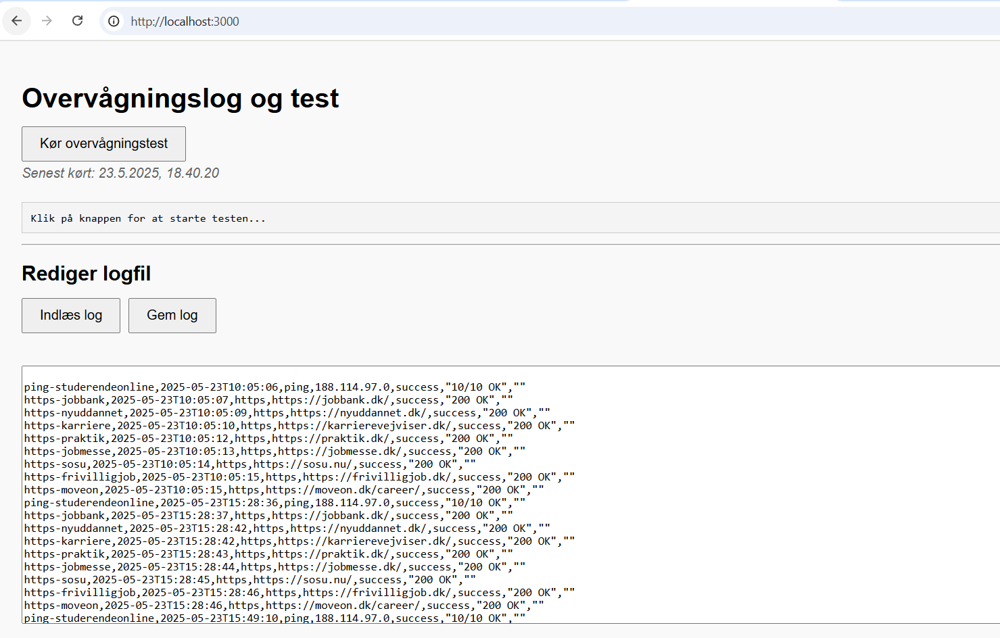 http://localhost:3000
Overvågningslog og test
Kør overvågningstest
Senest kørt: 23.5.2025, 18.40.20
Klik på knappen for at starte testen...
Rediger logfil
Indlæs log Gem log
ping-studerendeonline,2025-05-23T10:05:06,ping,188.114.97.0,success,"10/10 OK",""
https-jobbank,2025-05-23T10:05:07,https,https://jobbank.dk/,success,"200 OK",""
https-nyuddannet,2025-05-23T10:05:09,https,https://nyuddannet.dk/,success,"200 OK",""
https-karriere,2025-05-23T10:05:10,https,https://karrierevejviser.dk/,success,"200 OK",""
https-praktik,2025-05-23T10:05:12,https,https://praktik.dk/,success,"200 OK",""
https-jobmesse,2025-05-23T10:05:13,https,https://jobmesse.dk/,success,"200 OK",""
https-sosu,2025-05-23T10:05:14,https,https://sosu.nu/,success,"200 OK",""
https-frivilligjob,2025-05-23T10:05:15,https,https://frivilligjob.dk/,success,"200 OK",""
https-moveon,2025-05-23T10:05:15,https,https://moveon.dk/career/,success,"200 OK",""
ping-studerendeonline,2025-05-23T15:28:36,ping,188.114.97.0,success,"10/10 OK",""
https-jobbank,2025-05-23T15:28:37,https,https://jobbank.dk/,success,"200 OK",""
https-nyuddannet,2025-05-23T15:28:42,https,https://nyuddannet.dk/,success,"200 OK",""
https-karriere,2025-05-23T15:28:42,https,https://karrierevejviser.dk/,success,"200 OK",""
https-praktik,2025-05-23T15:28:43,https,https://praktik.dk/,success,"200 OK",""
https-jobmesse,2025-05-23T15:28:44,https,https://jobmesse.dk/,success,"200 OK",""
https-sosu,2025-05-23T15:28:45,https,https://sosu.nu/,success,"200 OK",""
https-frivilligjob,2025-05-23T15:28:46,https,https://frivilligjob.dk/,success,"200 OK",""
https-moveon,2025-05-23T15:28:46,https,https://moveon.dk/career/,success,"200 OK",""
ping-studerendeonline,2025-05-23T15:49:10,ping,188.114.97.0,success,"10/10 OK",""